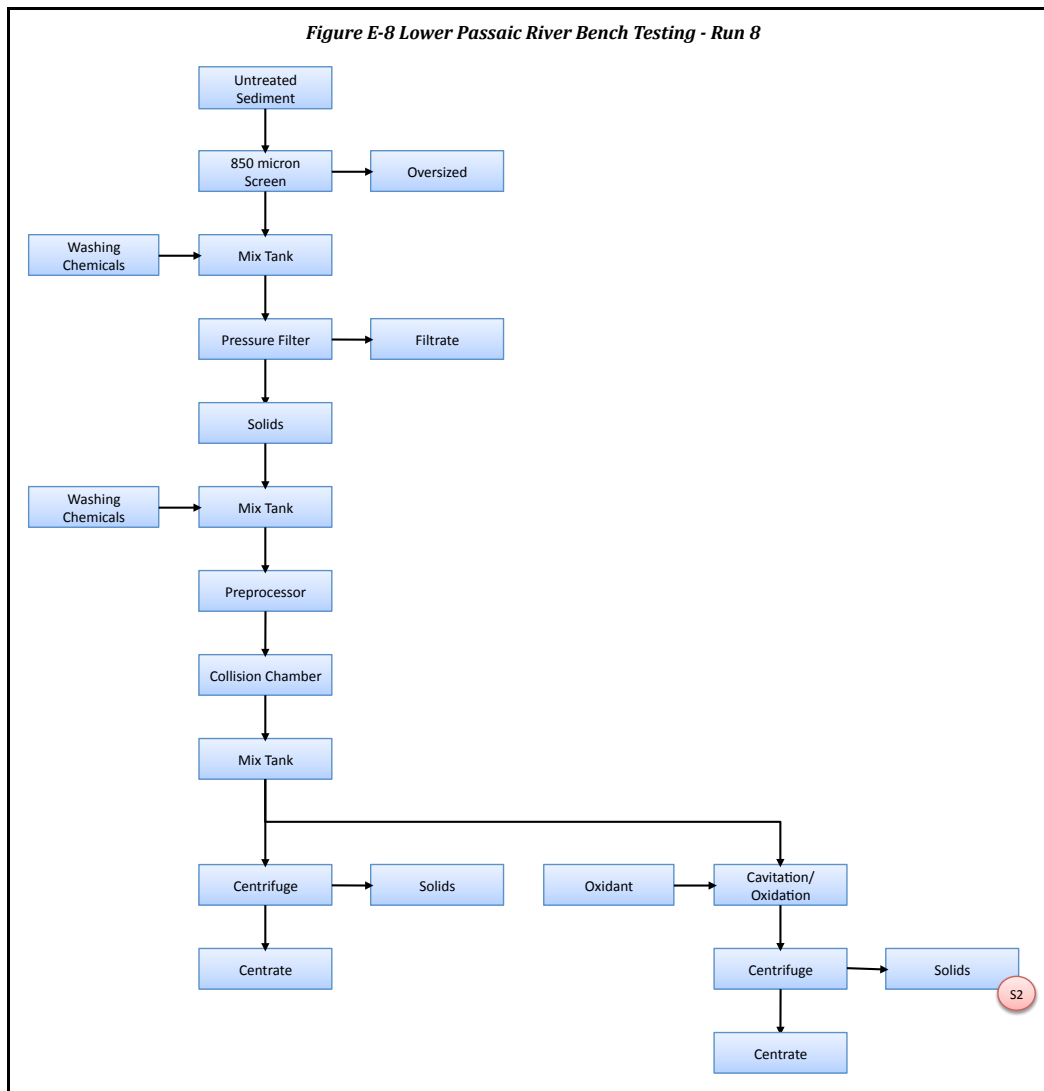 Figure E-8 Lower Passaic River Bench Testing - Run 8
Untreated
Sediment
850 micron
Screen
Oversized
Washing
Chemicals
Mix Tank
Pressure Filter
Filtrate
Solids
Washing
Chemicals
Mix Tank
Preprocessor
Collision Chamber
Mix Tank
Centrifuge
Solids
Oxidant
Cavitation/
Oxidation
Centrate
Centrifuge
Solids
S2
Centrate